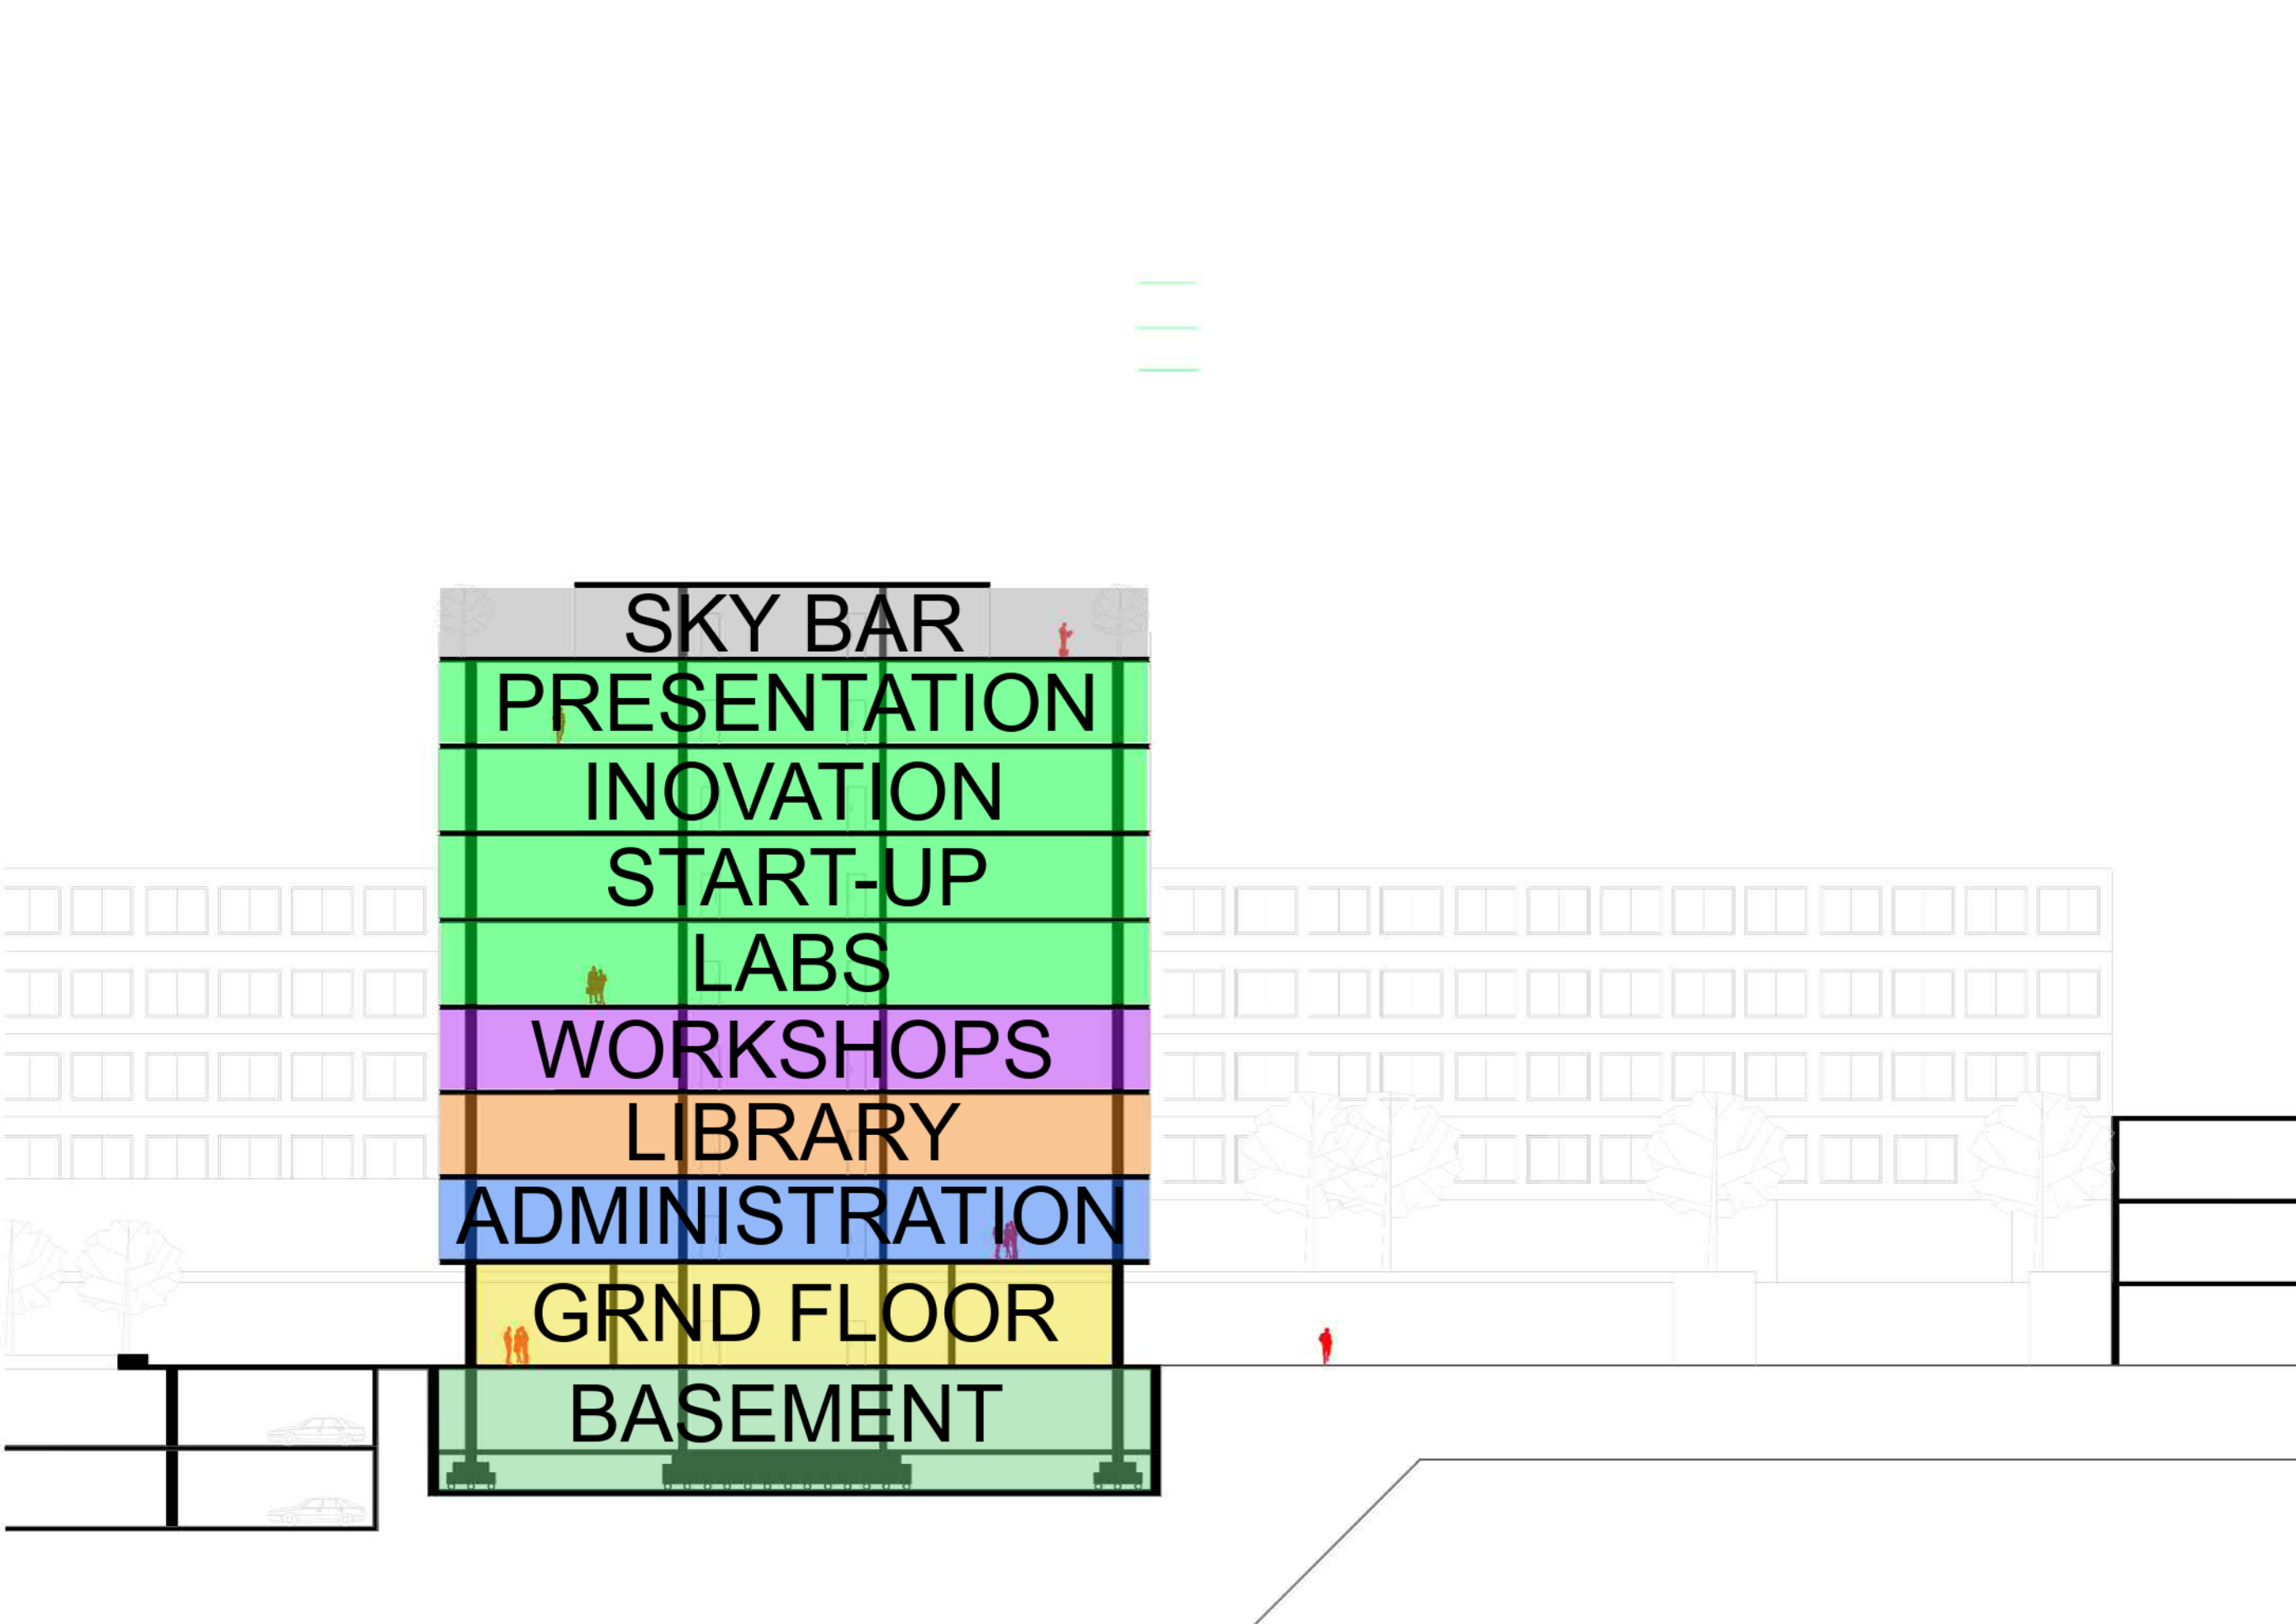 SKY BAR
PRESENTATION
INOVATION
START-UP
LABS
WORKSHOPS
LIBRARY
ADMINISTRATION
GRND FLOOR
BASEMENT